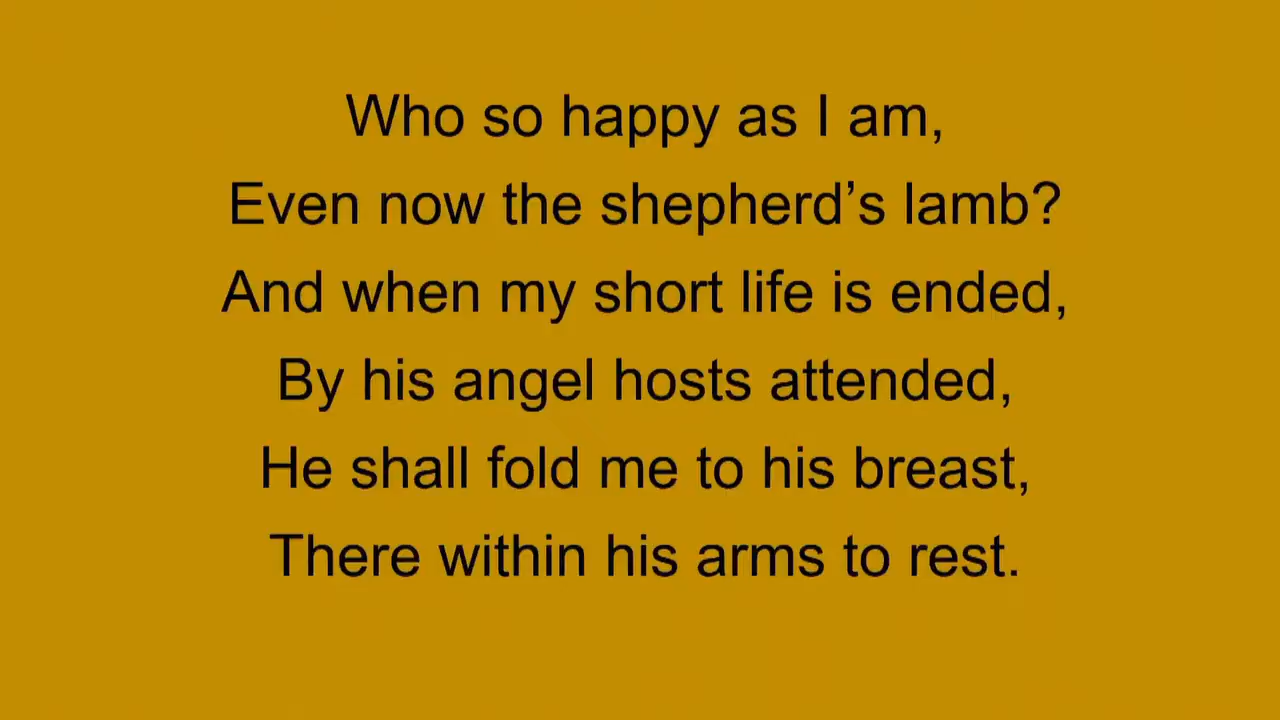 Who so happy as I am,
Even now the shepherd’s lamb?
And when my short life is ended,
By his angel hosts attended,
He shall fold me to his breast,
There within his arms to rest.